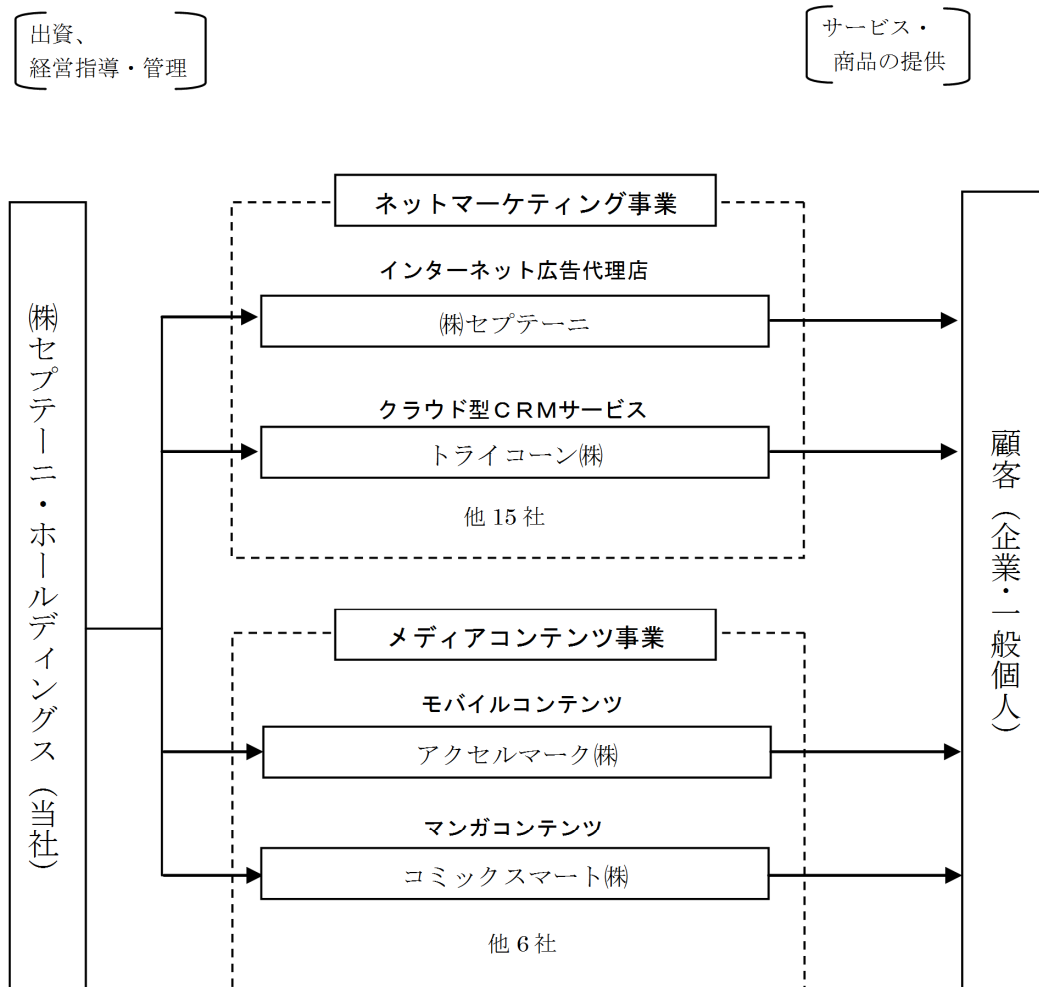 出資、
経営指導・管理
サービス・
商品の提供
㈱セプテーニ・ホールディングス（当社）
ネットマーケティング事業
インターネット広告代理店
㈱セプテーニ
クラウド型ＣＲＭサービス
トライコーン㈱
他 15 社
メディアコンテンツ事業
モバイルコンテンツ
アクセルマーク㈱
マンガコンテンツ
コミックスマート㈱
他 6 社
顧客（企業・一般個人）